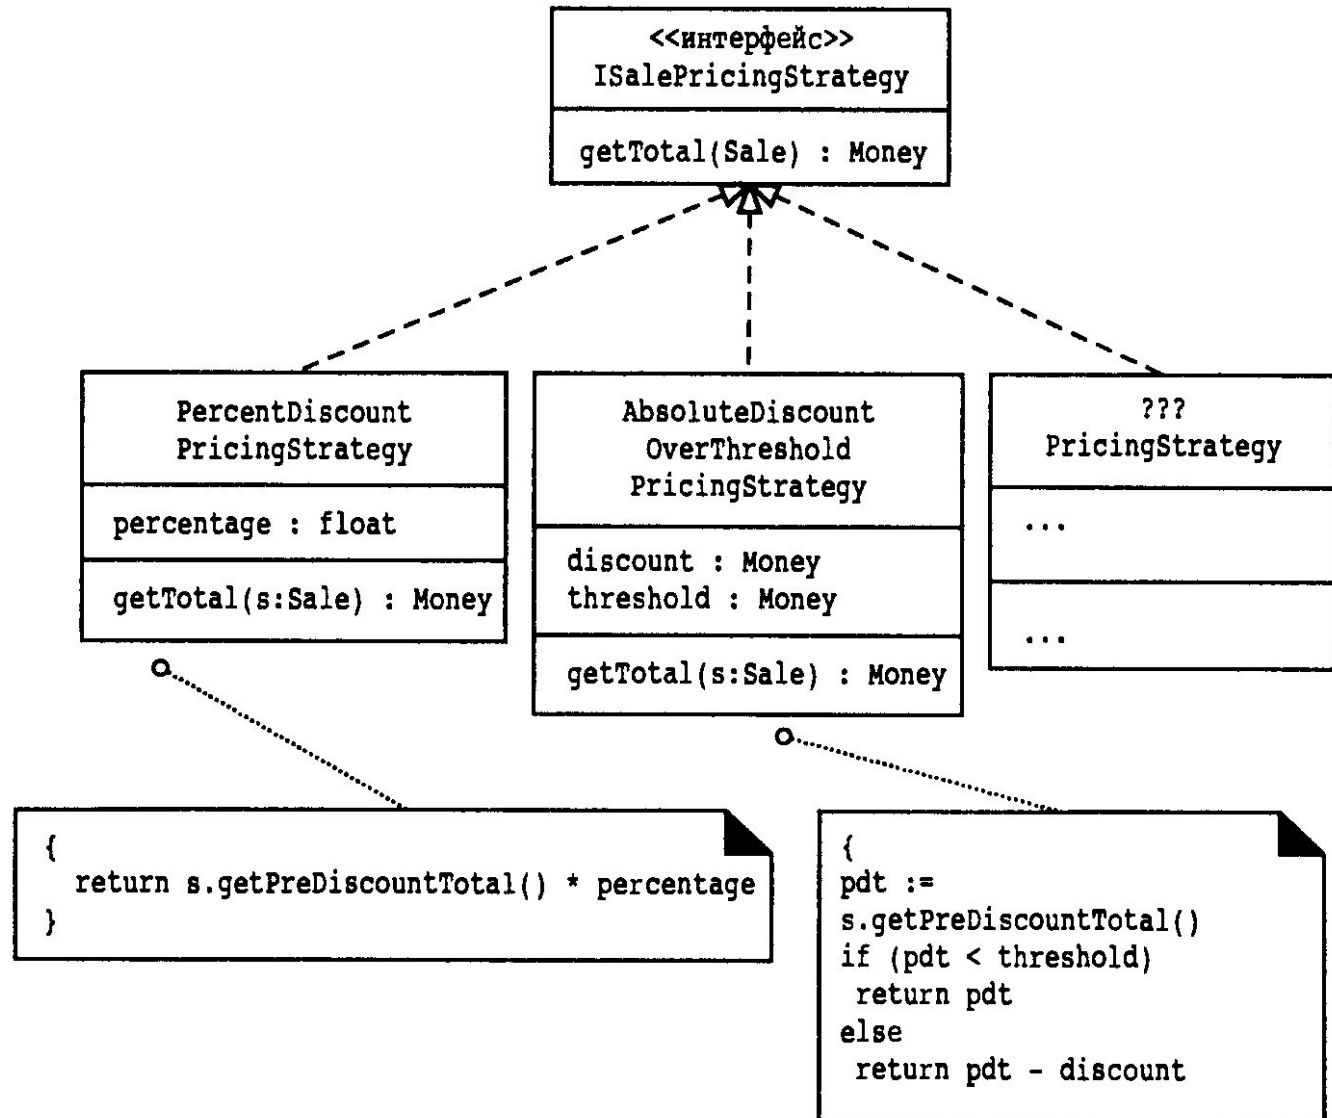 <<интерфейс>>
ISalePricingStrategy
getTotal(Sale) : Money
PercentDiscount
PricingStrategy
percentage : float
getTotal(s:Sale) : Money
AbsoluteDiscount
OverThreshold
PricingStrategy
discount : Money
threshold : Money
getTotal(s:Sale) : Money
???
PricingStrategy
...
...
{
return s.getPreDiscountTotal() * percentage
}
{
pdt :=
s.getPreDiscountTotal()
if (pdt < threshold)
return pdt
else
return pdt - discount